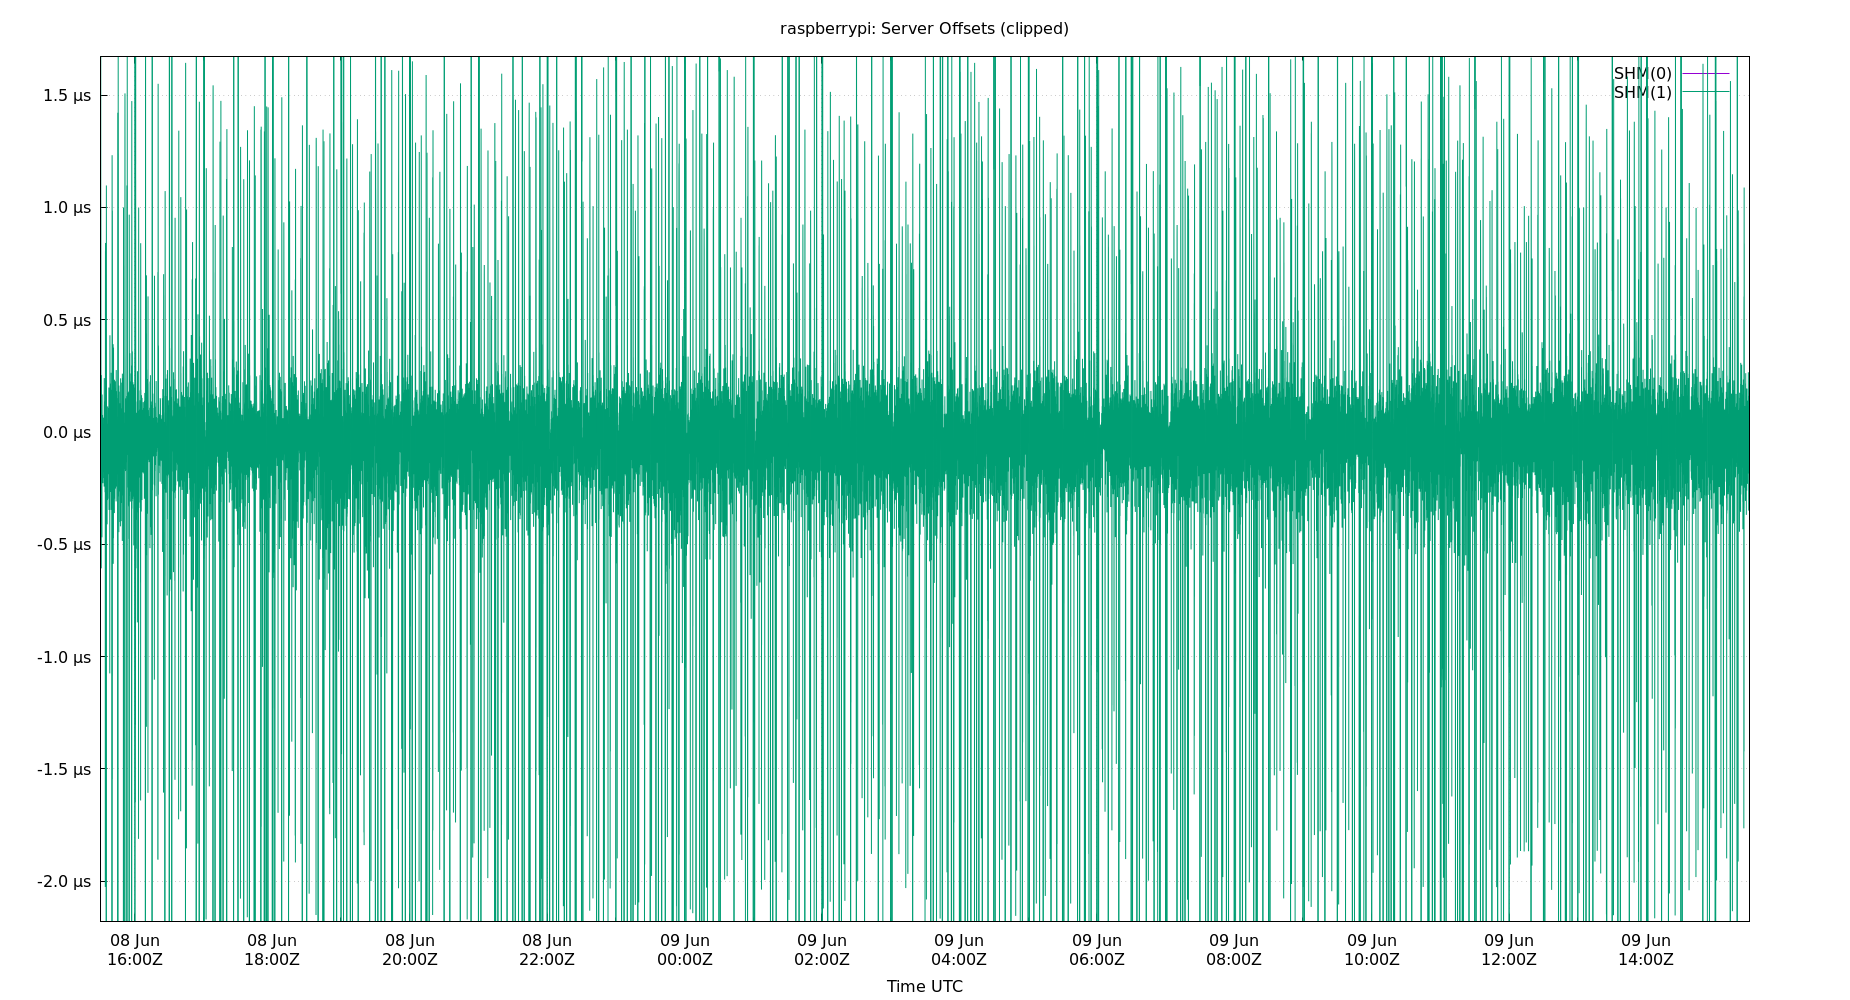 raspberrypi: Server Offsets (clipped)
SHM(0)
SHM(1)
1.5 µs
1.0 µs
0.5 µs
0.0 µs
-0.5 µs
-1.0 µs
-1.5 µs
-2.0 µs
08 Jun 08 Jun 08 Jun 08 Jun 09 Jun 09 Jun 09 Jun 09 Jun 09 Jun 09 Jun 09 Jun 09 Jun
16:00Z 18:00Z 20:00Z 22:00Z 00:00Z 02:00Z 04:00Z 06:00Z 08:00Z 10:00Z 12:00Z 14:00Z
Time UTC